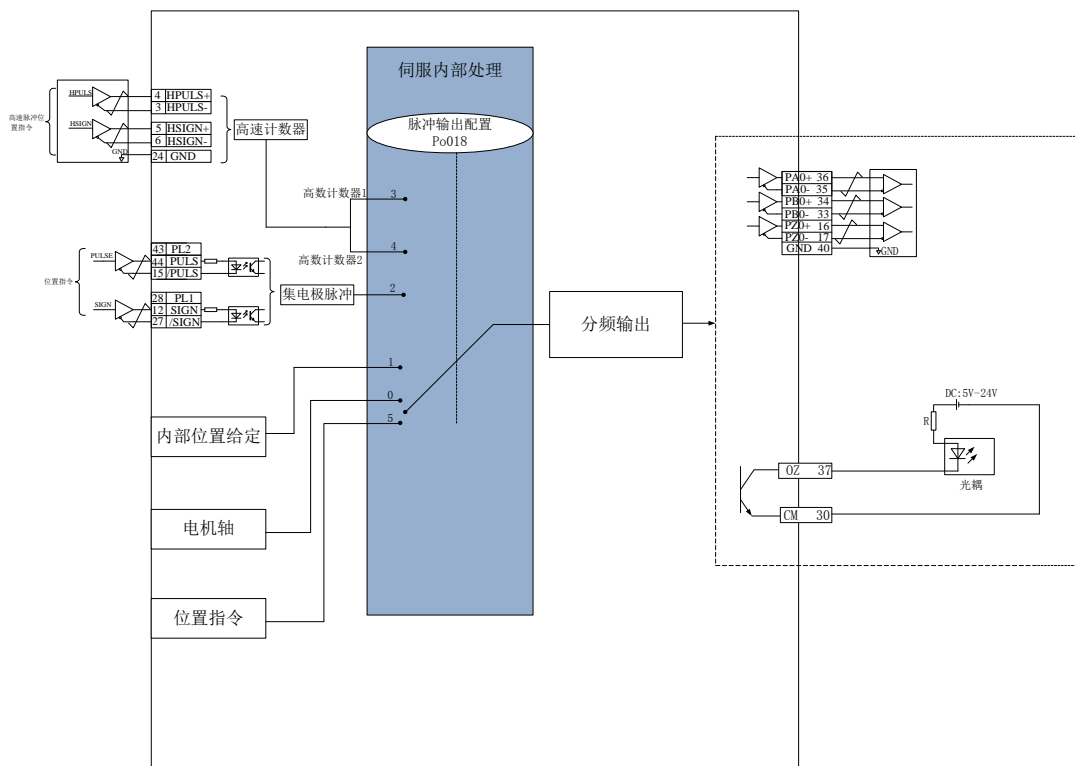 伺服内部处理
脉冲输出配置
Po018
高速脉冲位
置指令
HPULS
HSIGN
GND
4 HPULS+
3 HPULS-
5 HSIGN+
6 HSIGN-
24 GND
高速计数器
高数计数器1
3
4
高数计数器2
位置指令
PULSE
SIGN
43 PL2
44 PULS
15 /PULS
28 PL1
12 SIGN
27 /SIGN
集电极脉冲
2
1
0
5
内部位置给定
电机轴
位置指令
分频输出
PA0+ 36
PA0- 35
PB0+ 34
PB0- 33
PZ0+ 16
PZ0- 17
GND 40
GND
DC:5V-24V
R
光耦
OZ 37
CM 30